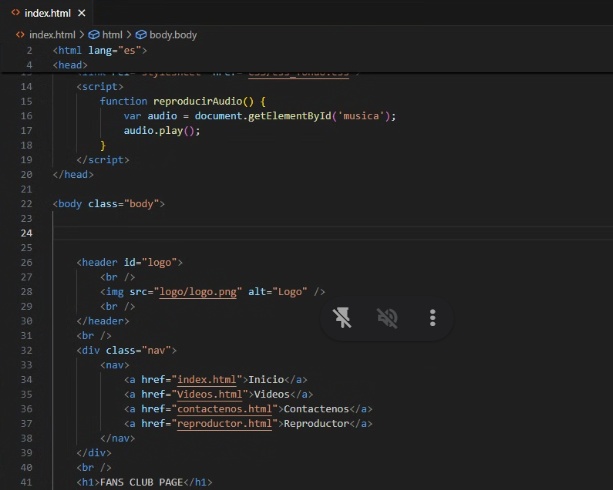 index.html
index.html > html > body.body
2 <html lang="es">
4 <head>
14 <script>
15 function reproducirAudio() {
16 var audio = document.getElementById('musica');
17 audio.play();
18 }
19 </script>
20 </head>
21
22 <body class="body">
23
24
25
26 <header id="logo">
27 <br />
28 <img src="logo/logo.png" alt="Logo" />
29 <br />
30 </header>
31 <br />
32 <div class="nav">
33 <nav>
34 <a href="index.html">Inicio</a>
35 <a href="Videos.html">Videos</a>
36 <a href="contactenos.html">Contactenos</a>
37 <a href="reproductor.html">Reproductor</a>
38 </nav>
39 </div>
40 <br />
41 <h1>FANS CLUB PAGE</h1>